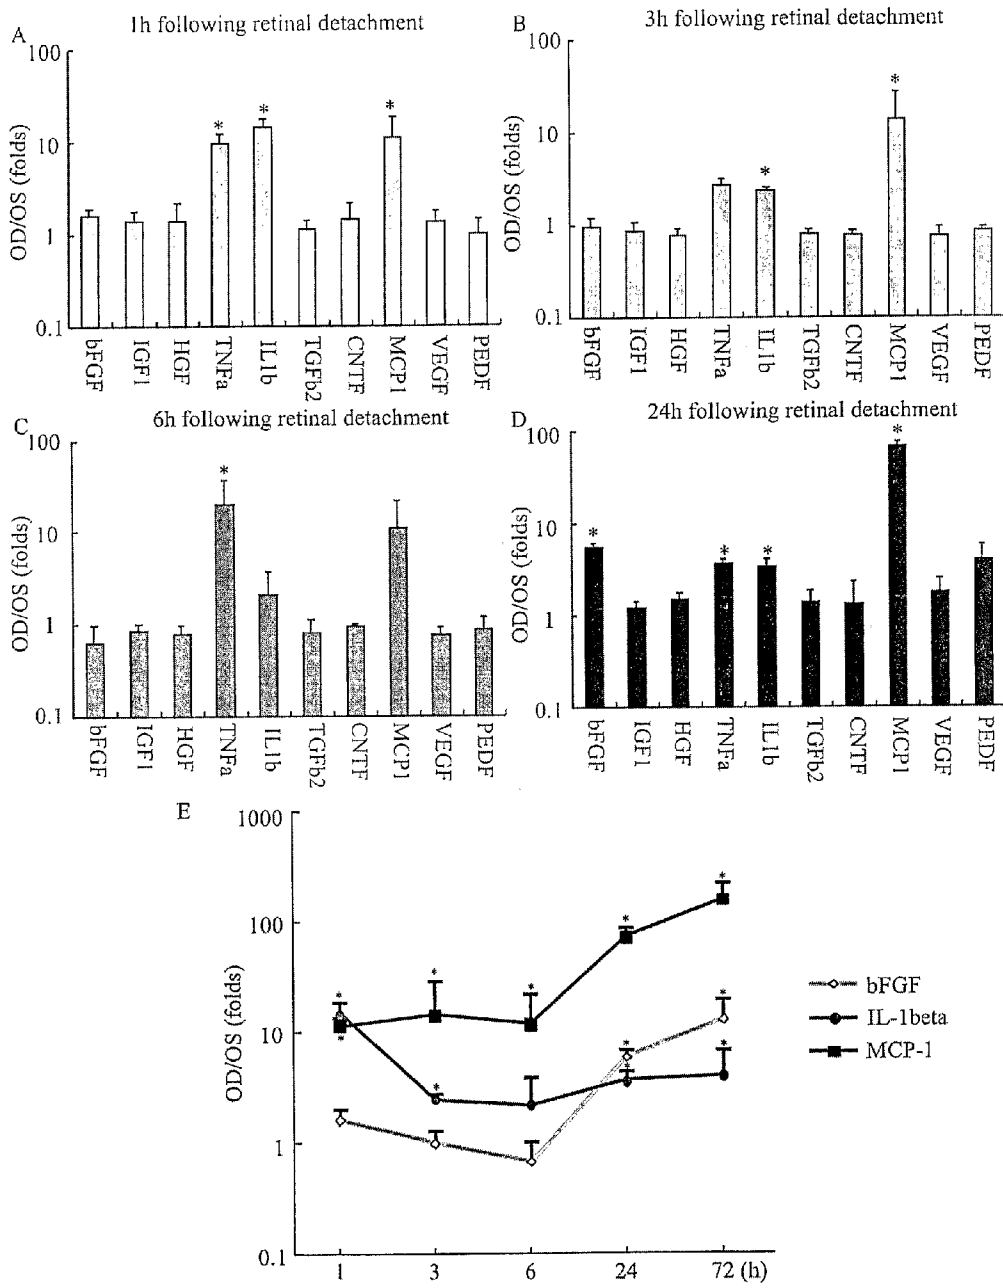 A
1h following retinal detachment
OD/OS (folds)
100
10
1
0.1
bFGF
IGF1
HGF
TNFa
IL1b
TGFb2
CNTF
MCP1
VEGF
PEDF
* * *
B
3h following retinal detachment
OD/OS (folds)
100
10
1
0.1
bFGF
IGF1
HGF
TNFa
IL1b
TGFb2
CNTF
MCP1
VEGF
PEDF
* *
C
6h following retinal detachment
OD/OS (folds)
100
10
1
0.1
bFGF
IGF1
HGF
TNFa
IL1b
TGFb2
CNTF
MCP1
VEGF
PEDF
*
D
24h following retinal detachment
OD/OS (folds)
100
10
1
0.1
bFGF
IGF1
HGF
TNFa
IL1b
TGFb2
CNTF
MCP1
VEGF
PEDF
* * * *
E
OD/OS (folds)
1000
100
10
1
0.1
1 3 6 24 72 (h)
bFGF
IL-1beta
MCP-1